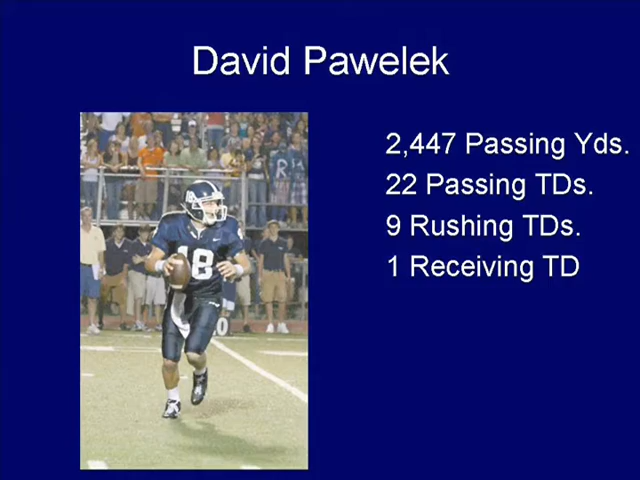 David Pawelek
2,447 Passing Yds.
22 Passing TDs.
9 Rushing TDs.
1 Receiving TD
18